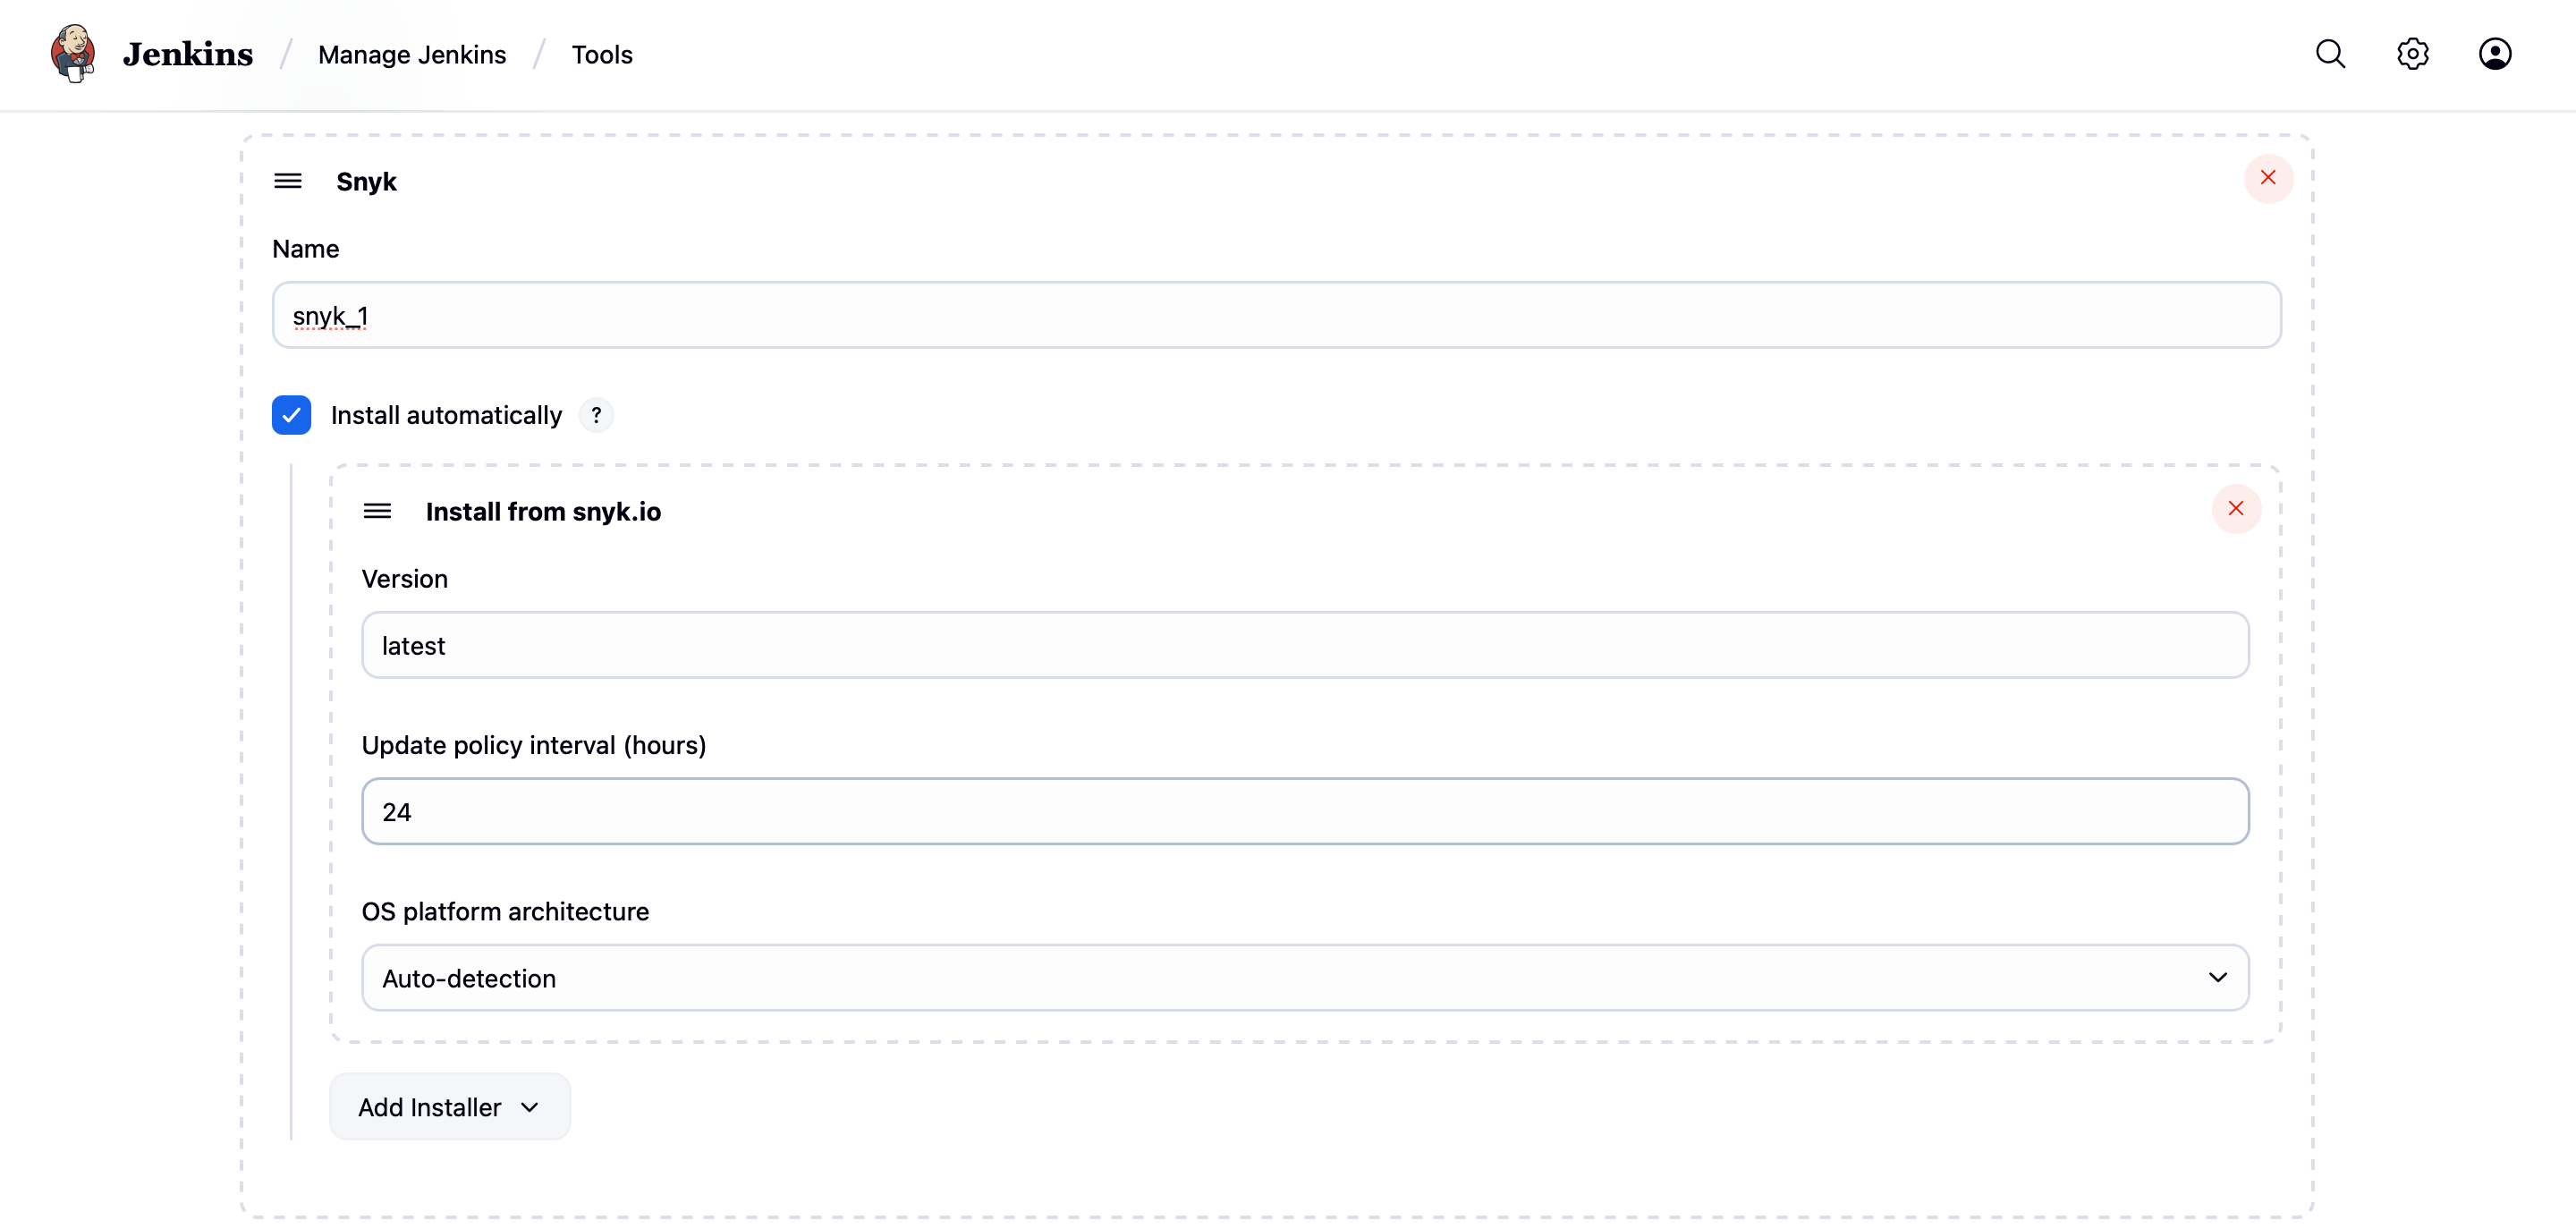 Jenkins / Manage Jenkins / Tools
Snyk
Name
snyk_1
Install automatically ?
Install from snyk.io
Version
latest
Update policy interval (hours)
24
OS platform architecture
Auto-detection
Add Installer